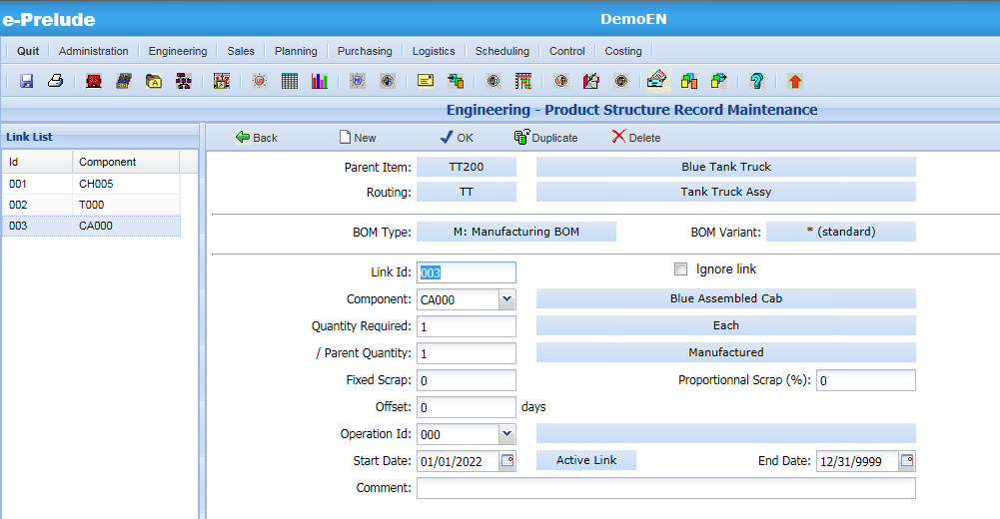 e-Prelude DemoEN
Quit Administration Engineering Sales Planning Purchasing Logistics Scheduling Control Costing
Engineering - Product Structure Record Maintenance
Link List Back New OK Duplicate Delete
Id Component
001 CH005
002 T000
003 CA000
Parent Item: TT200 Blue Tank Truck
Routing: TT Tank Truck Assy
BOM Type: M: Manufacturing BOM BOM Variant: * (standard)
Link Id: 003 Ignore link
Component: CA000 Blue Assembled Cab
Quantity Required: 1 Each
/ Parent Quantity: 1 Manufactured
Fixed Scrap: 0 Proportionnal Scrap (%): 0
Offset: 0 days
Operation Id: 000
Start Date: 01/01/2022 Active Link End Date: 12/31/9999
Comment: